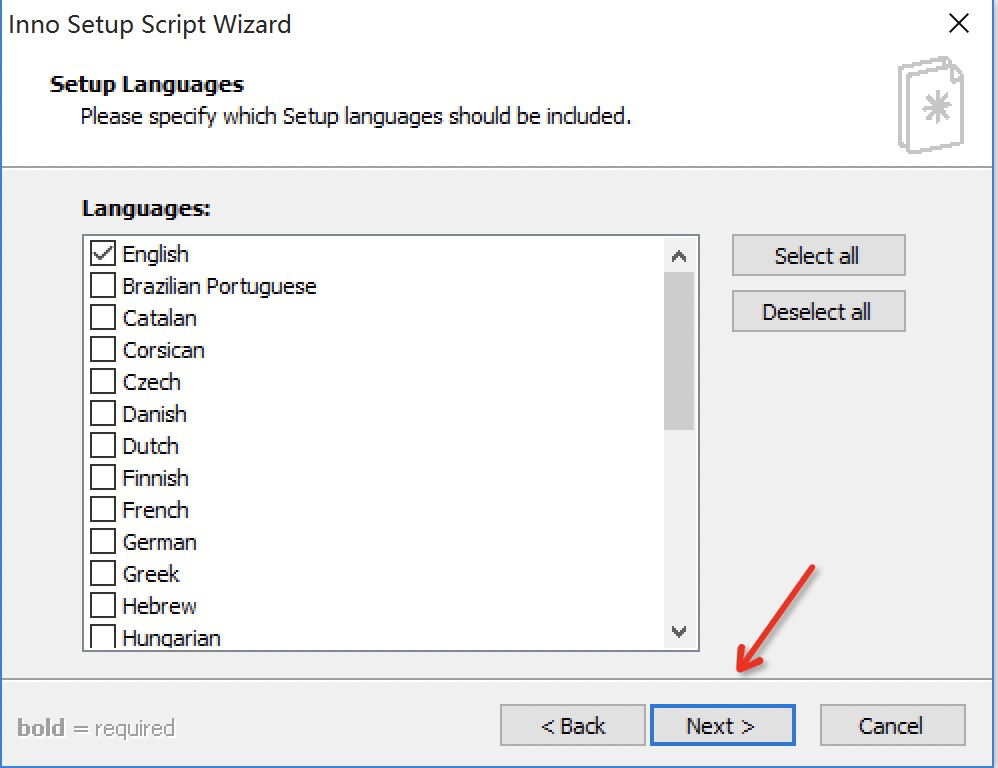 Inno Setup Script Wizard
Setup Languages
Please specify which Setup languages should be included.
Languages:
English
Brazilian Portuguese
Catalan
Corsican
Czech
Danish
Dutch
Finnish
French
German
Greek
Hebrew
Hungarian
Select all
Deselect all
bold = required
< Back
Next >
Cancel